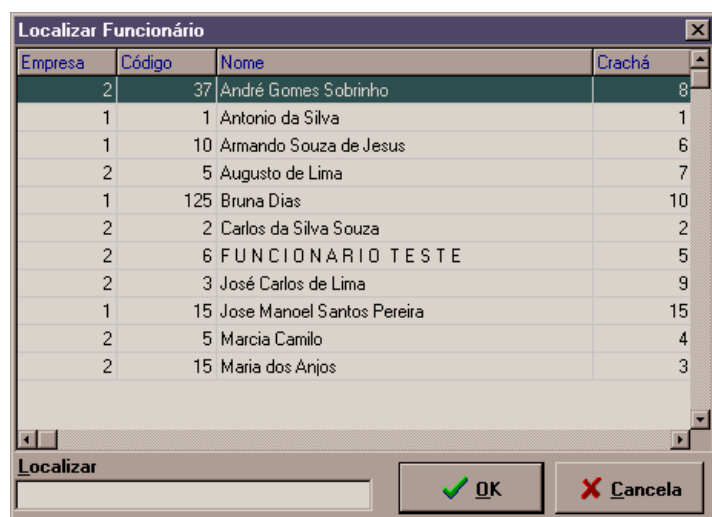 Localizar Funcionário
Empresa Código Nome Crachá
2 37 André Gomes Sobrinho 8
1 1 Antonio da Silva 1
1 10 Armando Souza de Jesus 6
2 5 Augusto de Lima 7
1 125 Bruna Dias 10
2 2 Carlos da Silva Souza 2
2 6 F U N C I O N A R I O T E S T E 5
2 3 José Carlos de Lima 9
1 15 Jose Manoel Santos Pereira 15
2 5 Marcia Camilo 4
2 15 Maria dos Anjos 3
Localizar
OK Cancela